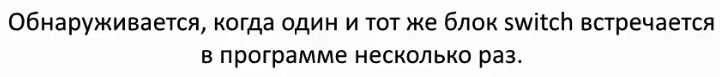 Обнаруживается, когда один и тот же блок switch встречается
в программе несколько раз.